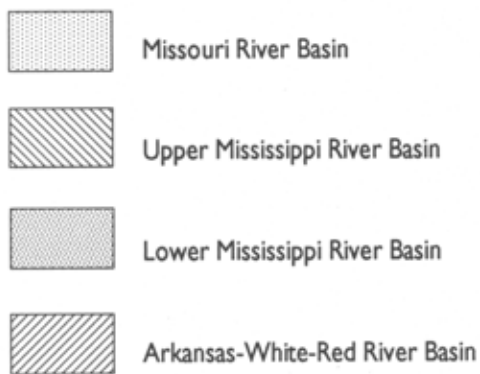 Missouri River Basin
Upper Mississippi River Basin
Lower Mississippi River Basin
Arkansas-White-Red River Basin